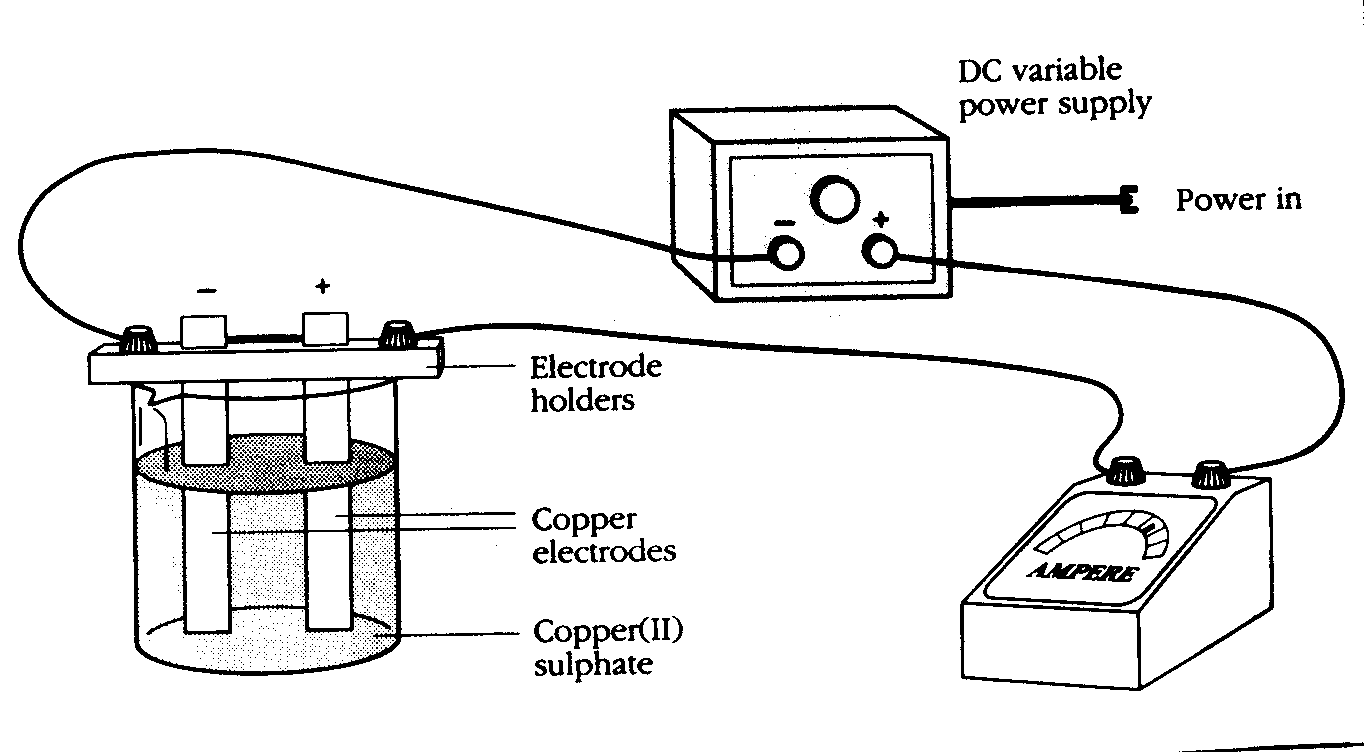 DC variable
power supply
Power in
− +
− +
Electrode
holders
Copper
electrodes
AMPERE
Copper(II)
sulphate